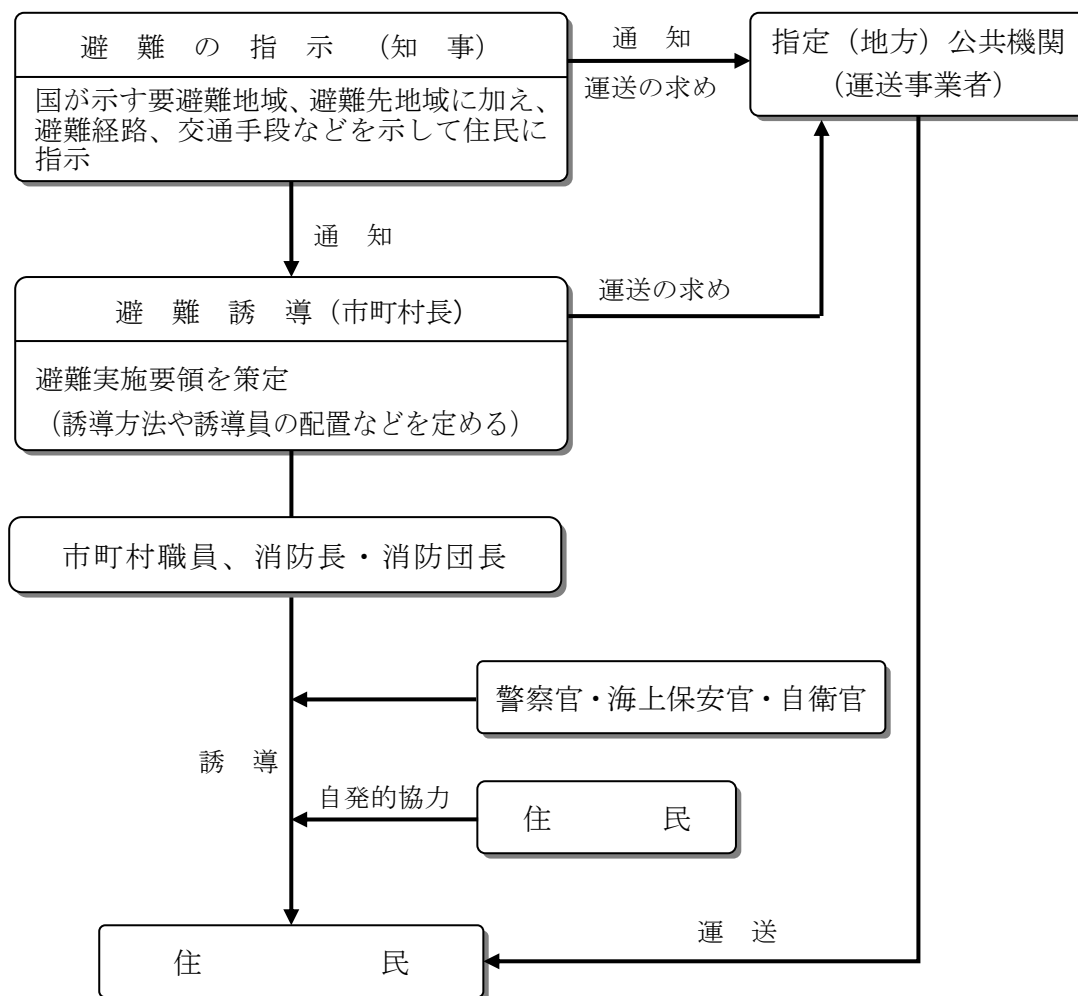 避難の指示（知事）
国が示す要避難地域、避難先地域に加え、
避難経路、交通手段などを示して住民に
指示
通知
運送の求め
指定（地方）公共機関
（運送事業者）
通知
避難誘導（市町村長）
避難実施要領を策定
（誘導方法や誘導員の配置などを定める）
運送の求め
市町村職員、消防長・消防団長
警察官・海上保安官・自衛官
誘導
自発的協力
住民
運送
住民